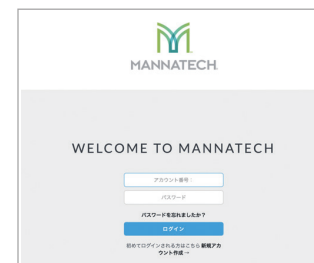 MANNATECH
WELCOME TO MANNATECH
アカウント番号
パスワード
パスワードを忘れましたか？
ログイン
初めてログインされる方はこちら 新規アカ
ウント作成 →